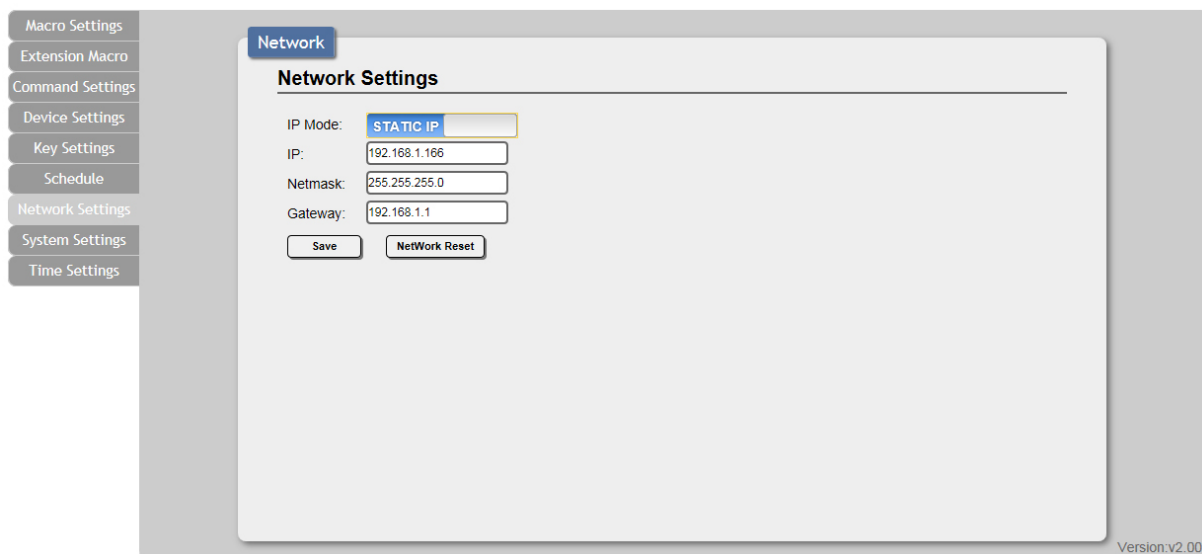 Macro Settings
Extension Macro
Command Settings
Device Settings
Key Settings
Schedule
Network Settings
System Settings
Time Settings
Network
Network Settings
IP Mode: STATIC IP
IP: 192.168.1.166
Netmask: 255.255.255.0
Gateway: 192.168.1.1
Save NetWork Reset
Version:v2.00